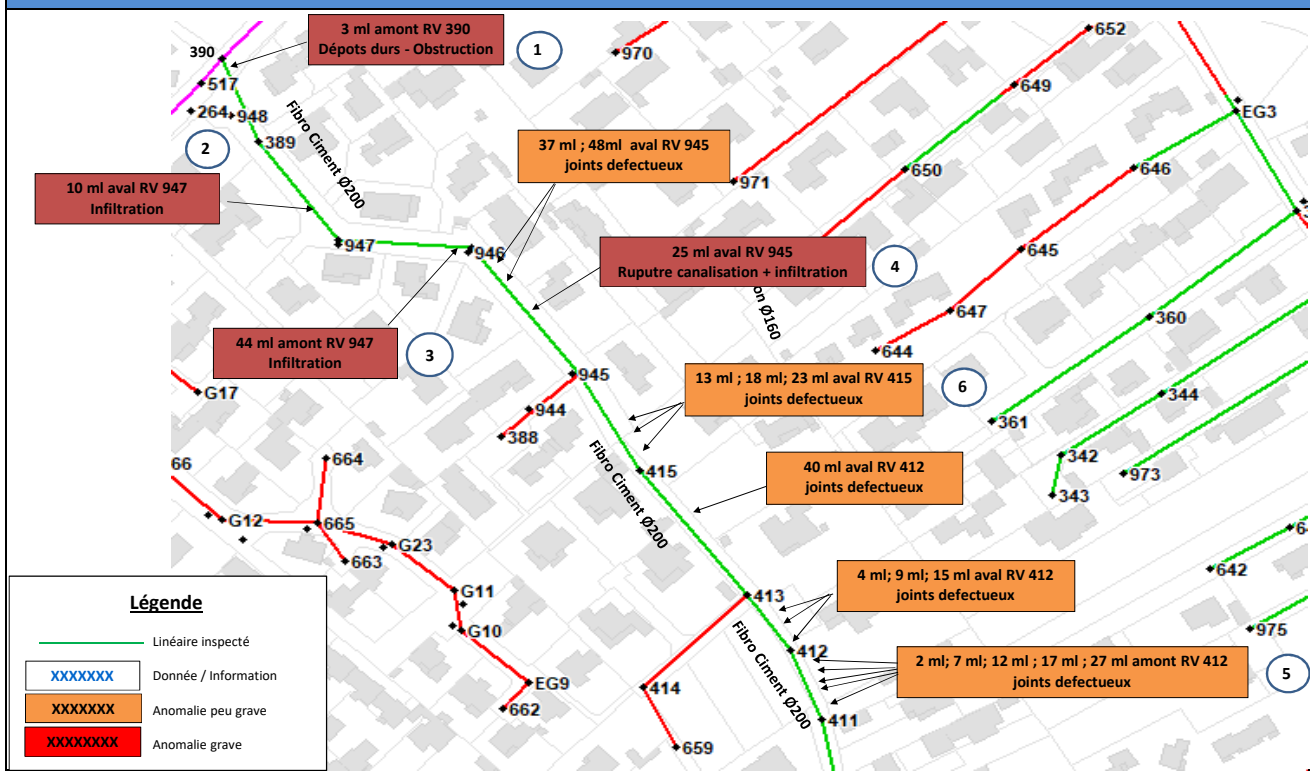 3 ml amont RV 390
Dépots durs - Obstruction
1
390
517
264
948
389
2
Fibro Ciment Ø200
970
652
649
EG3
37 ml ; 48ml aval RV 945
joints defectueux
650
646
971
10 ml aval RV 947
Infiltration
947
946
645
25 ml aval RV 945
Ruputre canalisation + infiltration
4
on Ø160
647
360
44 ml amont RV 947
Infiltration
3
644
945
G17
944
388
13 ml ; 18 ml; 23 ml aval RV 415
joints defectueux
6
344
361
342
343
973
66
664
415
Fibro Ciment Ø200
40 ml aval RV 412
joints defectueux
G12
665
663
G23
G11
G10
EG9
662
413
4 ml; 9 ml; 15 ml aval RV 412
joints defectueux
642
975
412
Fibro Ciment Ø200
2 ml; 7 ml; 12 ml ; 17 ml ; 27 ml amont RV 412
joints defectueux
5
414
411
659
Légende
Linéaire inspecté
XXXXXXX
Donnée / Information
XXXXXXX
Anomalie peu grave
XXXXXXXX
Anomalie grave